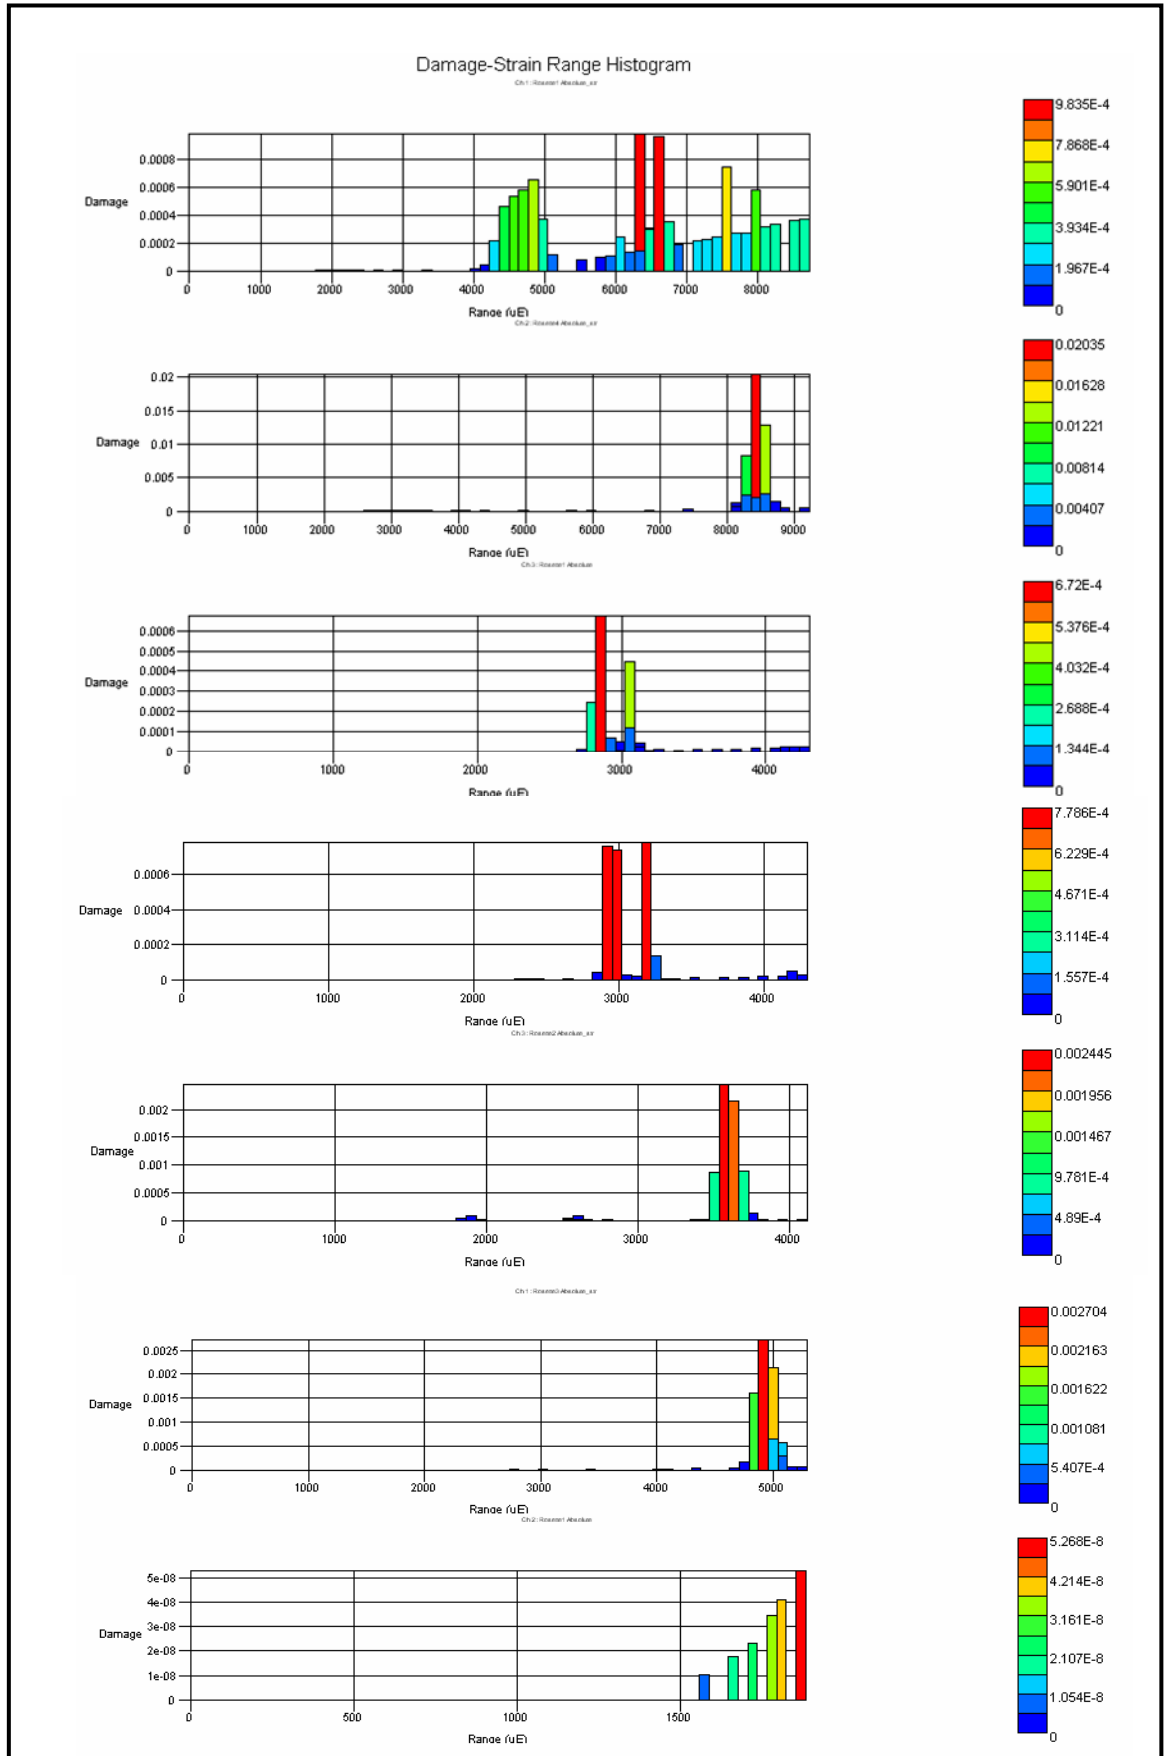 Damage-Strain Range Histogram
0.0008
0.0006
Damage
0.0004
0.0002
0
0 1000 2000 3000 4000 5000 6000 7000 8000
Range (uE)
9.835E-4
7.868E-4
5.901E-4
3.934E-4
1.967E-4
0
0.02
0.015
Damage 0.01
0.005
0
0 1000 2000 3000 4000 5000 6000 7000 8000 9000
Range (uE)
0.02035
0.01628
0.01221
0.00814
0.00407
0
0.0006
0.0005
0.0004
Damage
0.0003
0.0002
0.0001
0
0 1000 2000 3000 4000
Range (uE)
6.72E-4
5.376E-4
4.032E-4
2.688E-4
1.344E-4
0
0.0006
Damage 0.0004
0.0002
0
0 1000 2000 3000 4000
Range (uE)
7.786E-4
6.229E-4
4.671E-4
3.114E-4
1.557E-4
0
0.002
0.0015
Damage
0.001
0.0005
0
0 1000 2000 3000 4000
Range (uE)
0.002445
0.001956
0.001467
9.781E-4
4.89E-4
0
0.0025
0.002
Damage 0.0015
0.001
0.0005
0
0 1000 2000 3000 4000 5000
Range (uE)
0.002704
0.002163
0.001622
0.001081
5.407E-4
0
5e-08
4e-08
3e-08
Damage
2e-08
1e-08
0
0 500 1000 1500
Range (uE)
5.268E-8
4.214E-8
3.161E-8
2.107E-8
1.054E-8
0